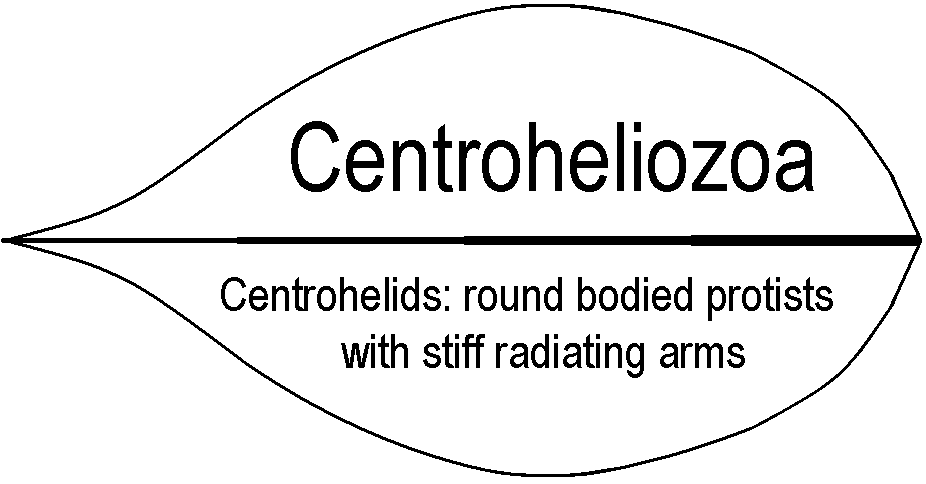 Centroheliozoa
Centrohelids: round bodied protists
with stiff radiating arms